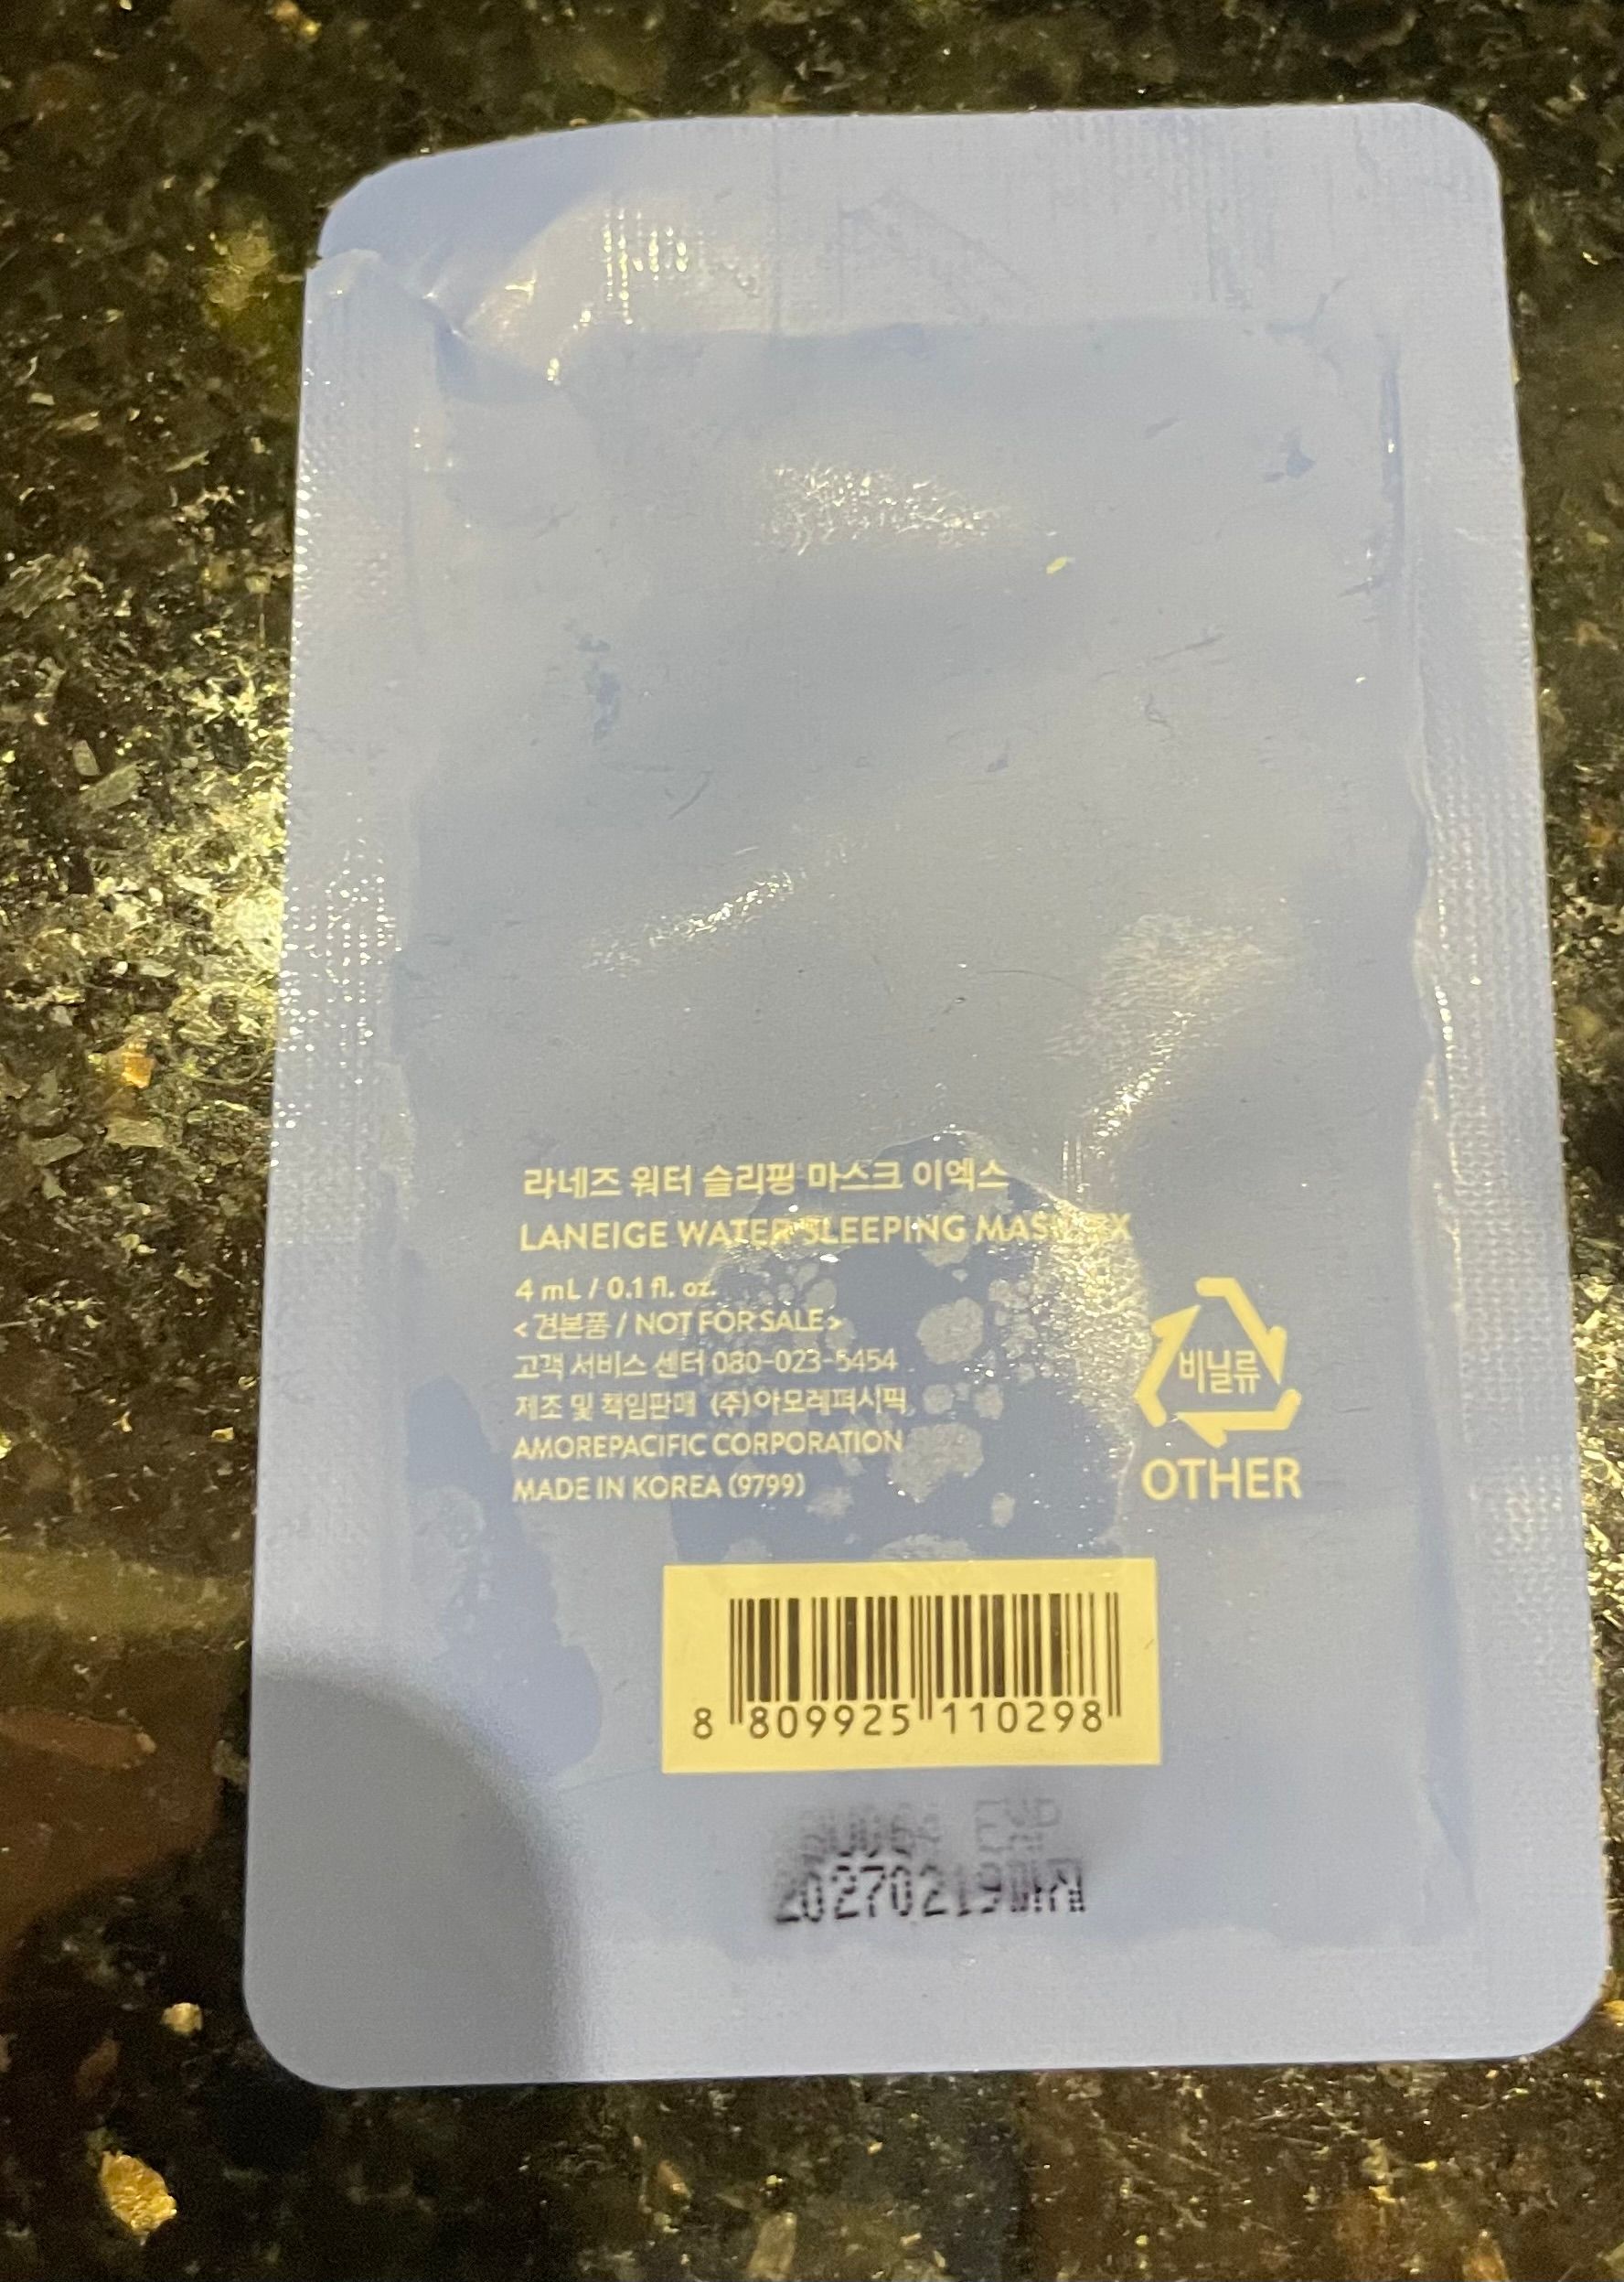 라네즈 워터 슬리핑 마스크 이엑스
LANEIGE WATER SLEEPING MASK EX
4 mL / 0.1 fl. oz.
<견본품 / NOT FOR SALE>
고객 서비스 센터 080-023-5454
제조 및 책임판매 (주)아모레퍼시픽
AMOREPACIFIC CORPORATION
MADE IN KOREA (9799)
비닐류
OTHER
8 809925 110298
EXP
20270219까지